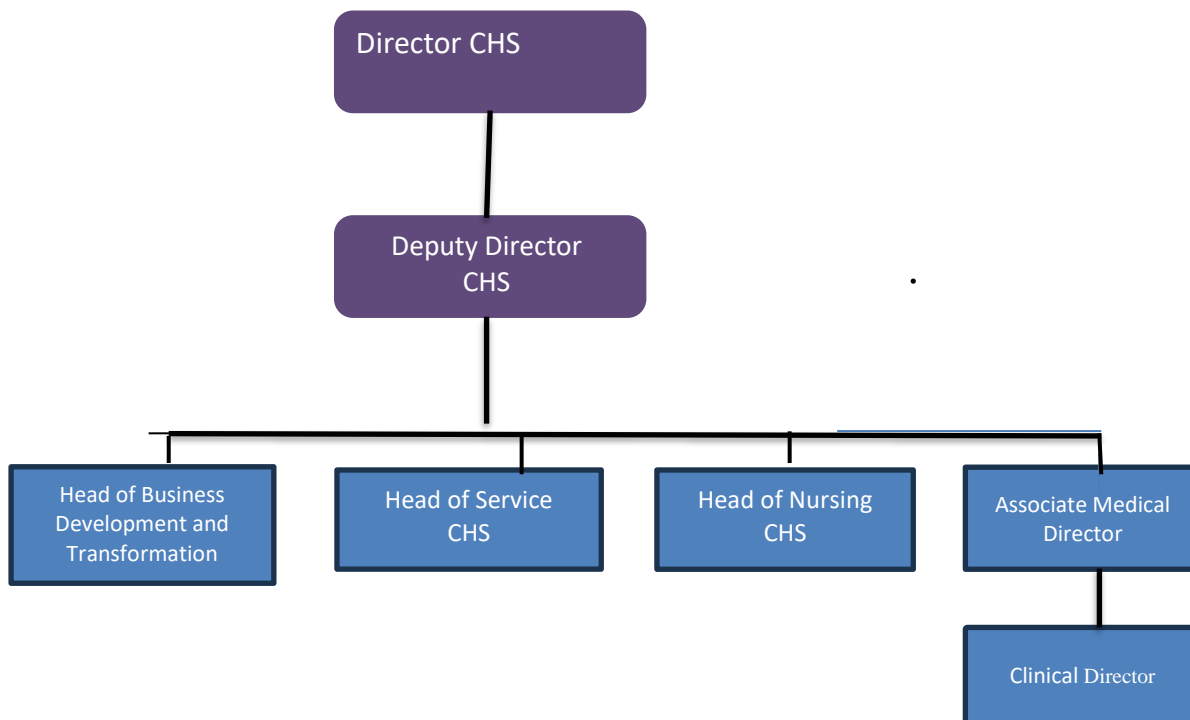 Director CHS
Deputy Director
CHS
.
Head of Business
Development and
Transformation
Head of Service
CHS
Head of Nursing
CHS
Associate Medical
Director
Clinical Director